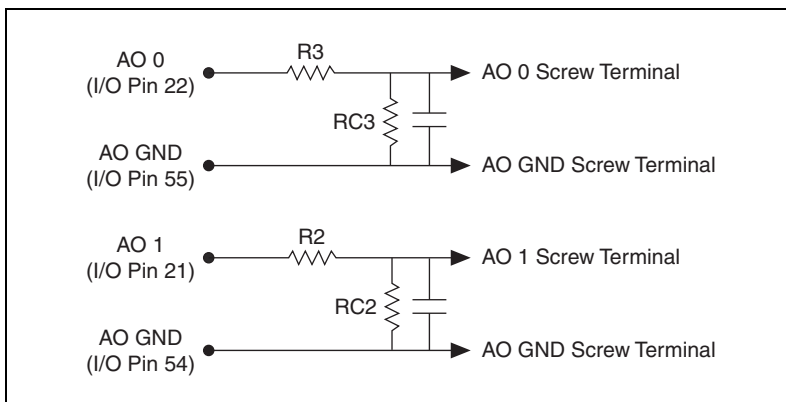 AO 0
(I/O Pin 22)
R3
AO 0 Screw Terminal
RC3
AO GND
(I/O Pin 55)
AO GND Screw Terminal
AO 1
(I/O Pin 21)
R2
AO 1 Screw Terminal
RC2
AO GND
(I/O Pin 54)
AO GND Screw Terminal